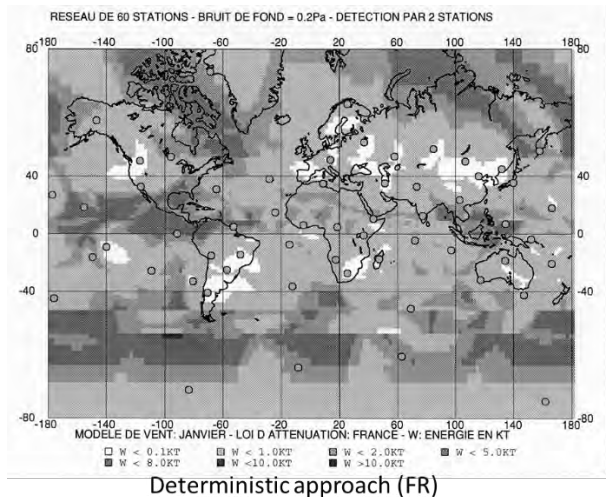 RESEAU DE 60 STATIONS - BRUIT DE FOND = 0.2Pa - DETECTION PAR 2 STATIONS
-180 -140 -100 -60 -20 20 60 100 140 180
80 80
40 40
0 0
-40 -40
-80 -80
-180 -140 -100 -60 -20 20 60 100 140 180
MODELE DE VENT: JANVIER - LOI D ATTENUATION: FRANCE - W: ENERGIE EN KT
W < 0.1KT W < 1.0KT W < 2.0KT W < 5.0KT
W < 8.0KT W <10.0KT W >10.0KT
Deterministic approach (FR)